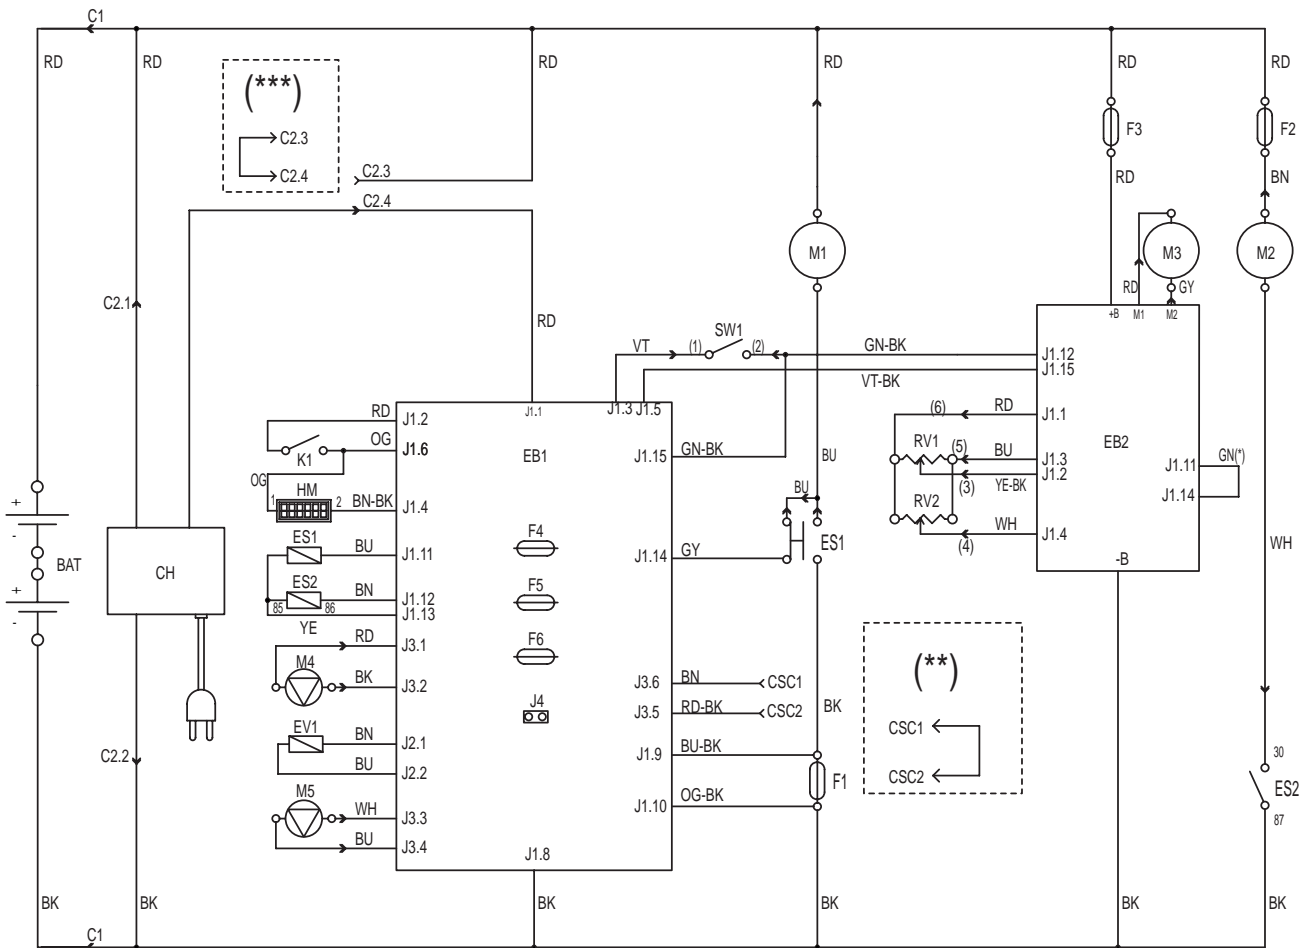 C1
RD
RD
RD
RD
RD
RD
(***)
C2.3
C2.4
C2.3
C2.4
F3
F2
RD
BN
M1
M3
M2
C2.1
RD
RD
GY
+B
M1
M2
VT
(1)
SW1
(2)
GN-BK
J1.12
VT-BK
J1.15
RD
J1.2
J1.1
J1.3
J1.5
(6)
RD
J1.1
K1
OG
J1.6
EB1
GN-BK
J1.15
RV1
(5)
BU
J1.3
EB2
GN(*)
J1.11
BU
OG
1
HM
2
BN-BK
J1.4
BU
(3)
YE-BK
J1.2
J1.14
RV2
+
-
BAT
+
-
CH
ES1
BU
J1.11
F4
GY
J1.14
ES1
WH
(4)
J1.4
-B
WH
ES2
85
86
BN
J1.12
YE
J1.13
F5
M4
RD
J3.1
BK
J3.2
F6
J4
BN
J3.6
CSC1
RD-BK
J3.5
CSC2
BK
(**)
CSC1
CSC2
C2.2
EV1
BN
J2.1
BU
J2.2
BU-BK
J1.9
F1
30
ES2
87
M5
WH
J3.3
BU
J3.4
OG-BK
J1.10
J1.8
BK
BK
BK
BK
BK
BK
C1